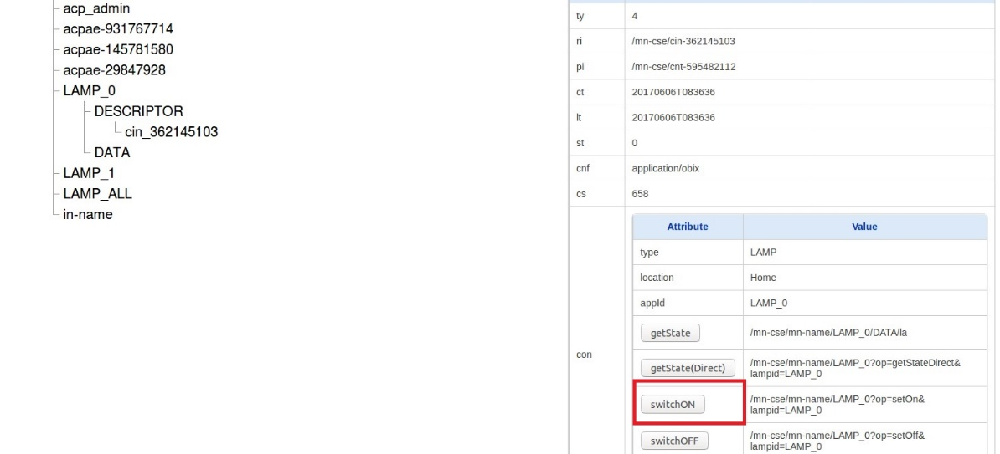 acp_admin
acpae-931767714
acpae-145781580
acpae-29847928
LAMP_0
DESCRIPTOR
cin_362145103
DATA
LAMP_1
LAMP_ALL
in-name
ty 4
ri /mn-cse/cin-362145103
pi /mn-cse/cnt-595482112
ct 20170606T083636
lt 20170606T083636
st 0
cnf application/obix
cs 658
con
Attribute Value
type LAMP
location Home
appId LAMP_0
getState /mn-cse/mn-name/LAMP_0/DATA/la
getState(Direct) /mn-cse/mn-name/LAMP_0?op=getStateDirect&
lampid=LAMP_0
switchON /mn-cse/mn-name/LAMP_0?op=setOn&
lampid=LAMP_0
switchOFF /mn-cse/mn-name/LAMP_0?op=setOff&
lampid=LAMP_0